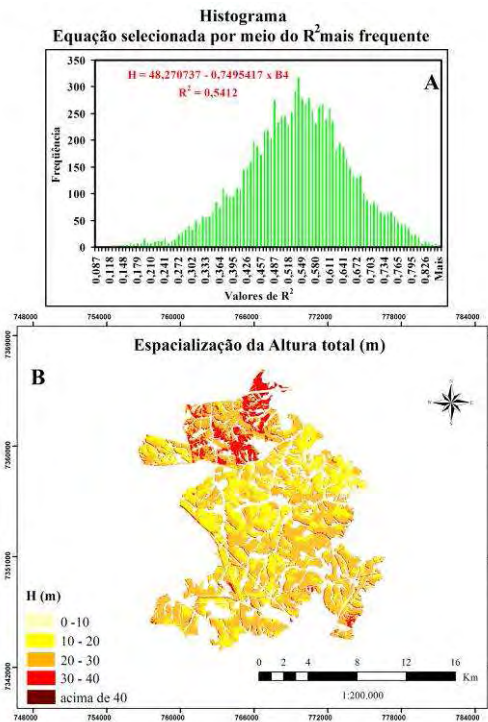 Histograma
Equação selecionada por meio do R²mais frequente
A
H = 48,270737 - 0,7495417 x B4
R² = 0,5412
Freqüência
350
300
250
200
150
100
50
0
0,087 0,118 0,148 0,179 0,210 0,241 0,272 0,302 0,333 0,364 0,395 0,426 0,457 0,487 0,518 0,549 0,580 0,611 0,641 0,672 0,703 0,734 0,765 0,795 0,826 Mais
Valores de R²
748000 754000 760000 766000 772000 778000 784000
B
Espacialização da Altura total (m)
7369000
7360000
7351000
7342000
H (m)
0 -10
10 - 20
20 - 30
30 - 40
acima de 40
0 2 4 8 12 16
Km
1:200,000
748000 754000 760000 766000 772000 778000 784000